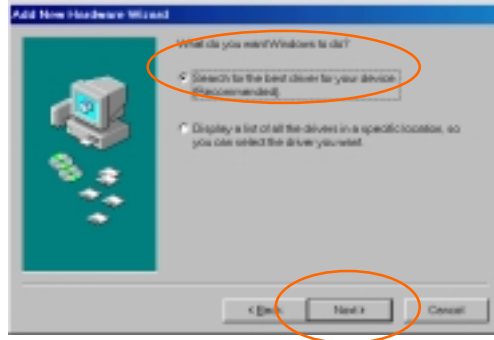 Add New Hardware Wizard
What do you want Windows to do?
Search for the best driver for your device
(Recommended).
Display a list of all the drivers in a specific location, so
you can select the driver you want.
< Back
Next >
Cancel